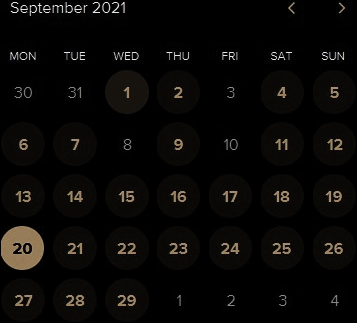 September 2021
MON TUE WED THU FRI SAT SUN
30 31 1 2 3 4 5
6 7 8 9 10 11 12
13 14 15 16 17 18 19
20 21 22 23 24 25 26
27 28 29 1 2 3 4